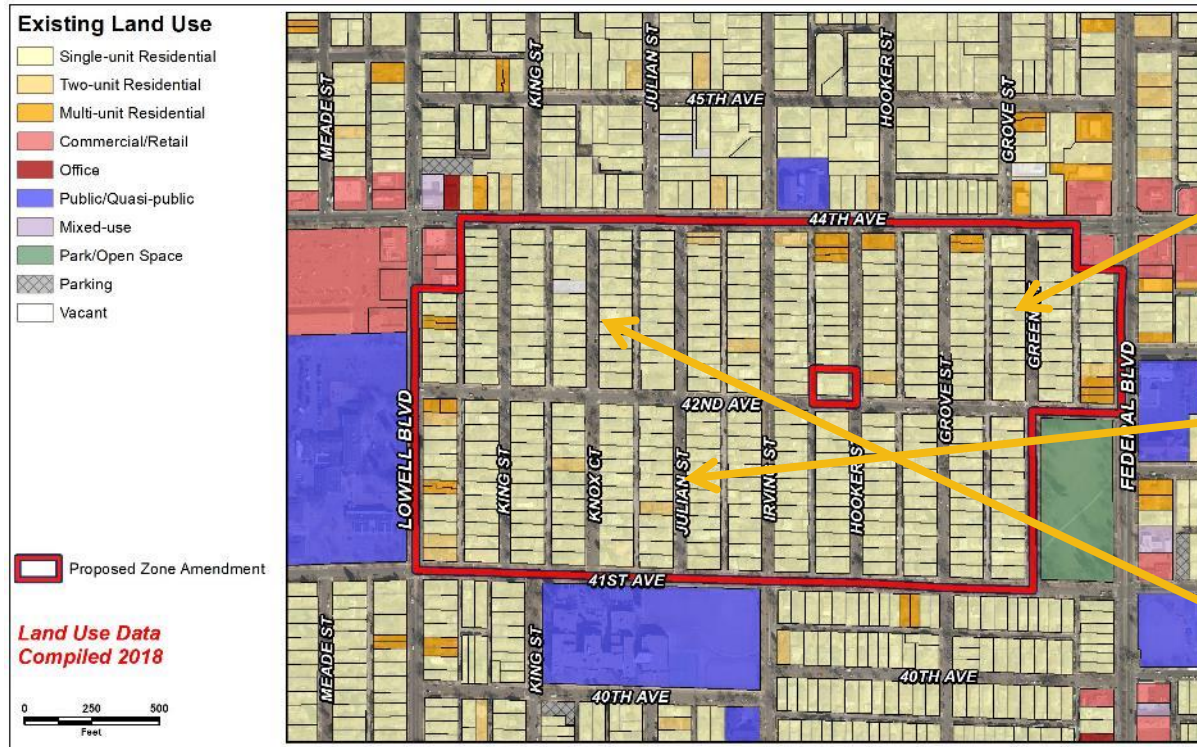 Existing Land Use
Single-unit Residential
Two-unit Residential
Multi-unit Residential
Commercial/Retail
Office
Public/Quasi-public
Mixed-use
Park/Open Space
Parking
Vacant
Proposed Zone Amendment
Land Use Data
Compiled 2018
0 250 500
Feet
MEADE ST
KING ST
JULIAN ST
HOOKER ST
GROVE ST
45TH AVE
44TH AVE
LOWELL BLVD
KING ST
KNOX CT
JULIAN ST
IRVING ST
HOOKER ST
GROVE ST
FEDERAL BLVD
42ND AVE
41ST AVE
MEADE ST
KING ST
40TH AVE
40TH AVE